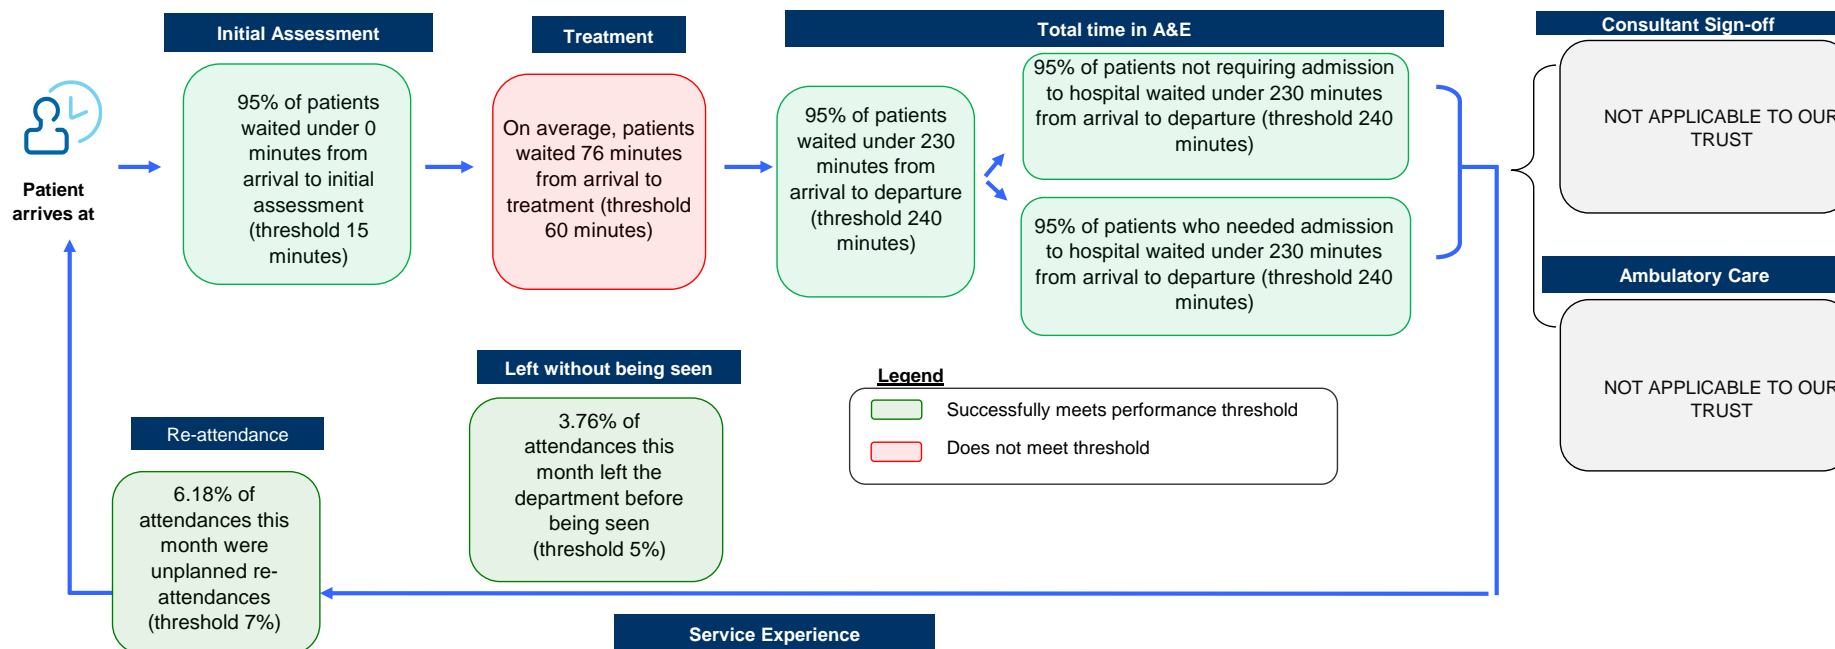 Initial Assessment
Treatment
Total time in A&E
Consultant Sign-off
Patient
arrives at
95% of patients
waited under 0
minutes from
arrival to initial
assessment
(threshold 15
minutes)
On average, patients
waited 76 minutes
from arrival to
treatment (threshold
60 minutes)
95% of patients
waited under 230
minutes from
arrival to departure
(threshold 240
minutes)
95% of patients not requiring admission
to hospital waited under 230 minutes
from arrival to departure (threshold 240
minutes)
95% of patients who needed admission
to hospital waited under 230 minutes
from arrival to departure (threshold 240
minutes)
NOT APPLICABLE TO OUR
TRUST
Ambulatory Care
NOT APPLICABLE TO OUR
TRUST
Left without being seen
3.76% of
attendances this
month left the
department before
being seen
(threshold 5%)
Legend
Successfully meets performance threshold
Does not meet threshold
Re-attendance
6.18% of
attendances this
month were
unplanned re-
attendances
(threshold 7%)
Service Experience